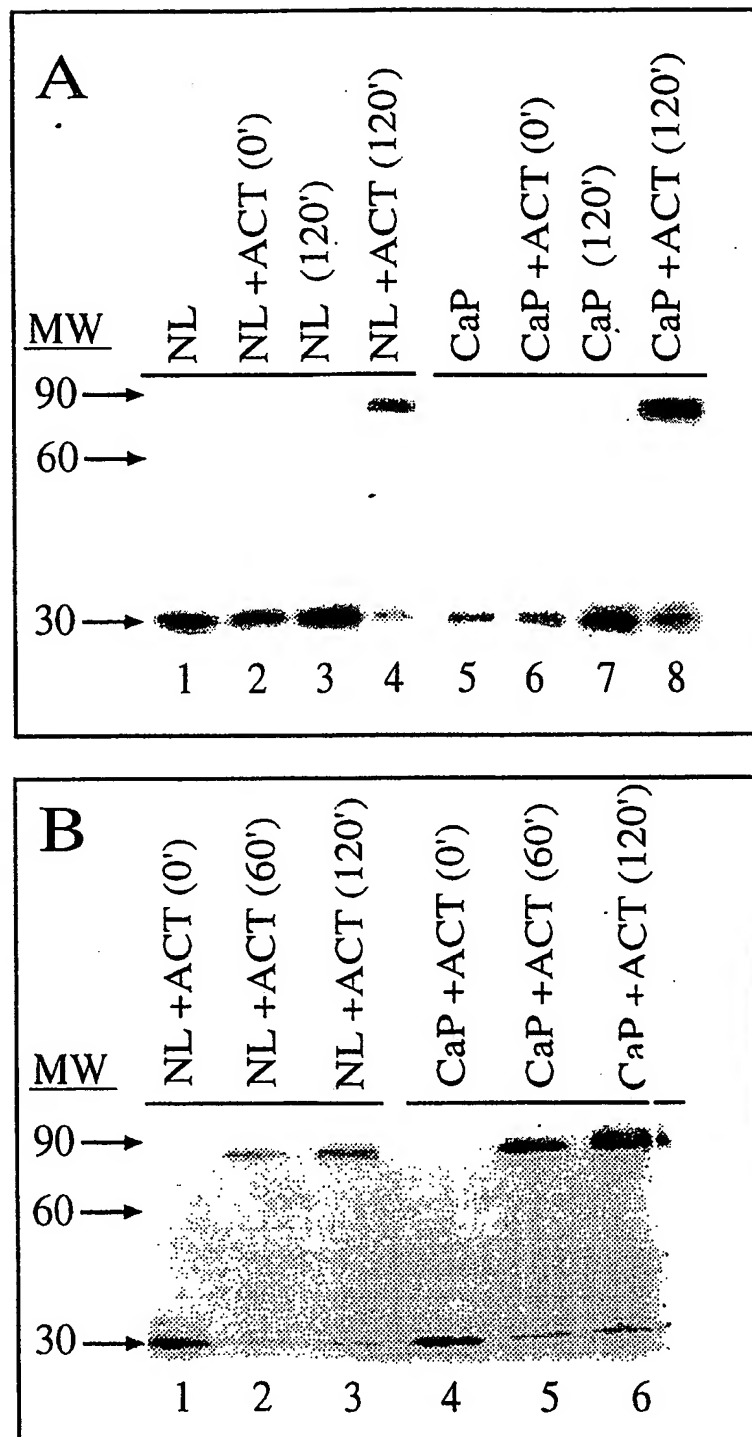 A
NL
NL +ACT (0')
NL (120')
NL +ACT (120')
CaP
CaP +ACT (0')
CaP (120')
CaP +ACT (120')
MW
90
60
30
1 2 3 4 5 6 7 8
B
NL +ACT (0')
NL +ACT (60')
NL +ACT (120')
CaP +ACT (0')
CaP +ACT (60')
CaP +ACT (120')
MW
90
60
30
1 2 3 4 5 6